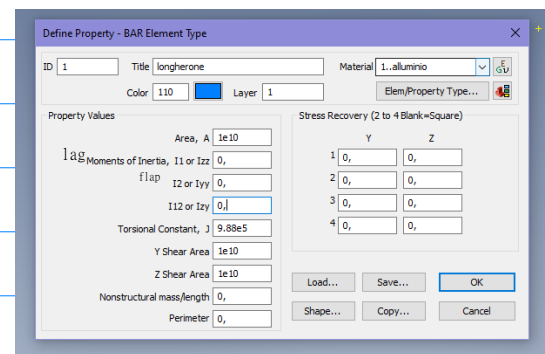 Define Property - BAR Element Type
ID 1 Title longherone Material 1..alluminio
Color 110 Layer 1 Elem/Property Type...
Property Values
Area, A 1e10
lag Moments of Inertia, I1 or Izz 0,
flap I2 or Iyy 0,
I12 or Izy 0,
Torsional Constant, J 9.88e5
Y Shear Area 1e10
Z Shear Area 1e10
Nonstructural mass/length 0,
Perimeter 0,
Stress Recovery (2 to 4 Blank=Square)
Y Z
1 0, 0,
2 0, 0,
3 0, 0,
4 0, 0,
Load... Save... OK
Shape... Copy... Cancel